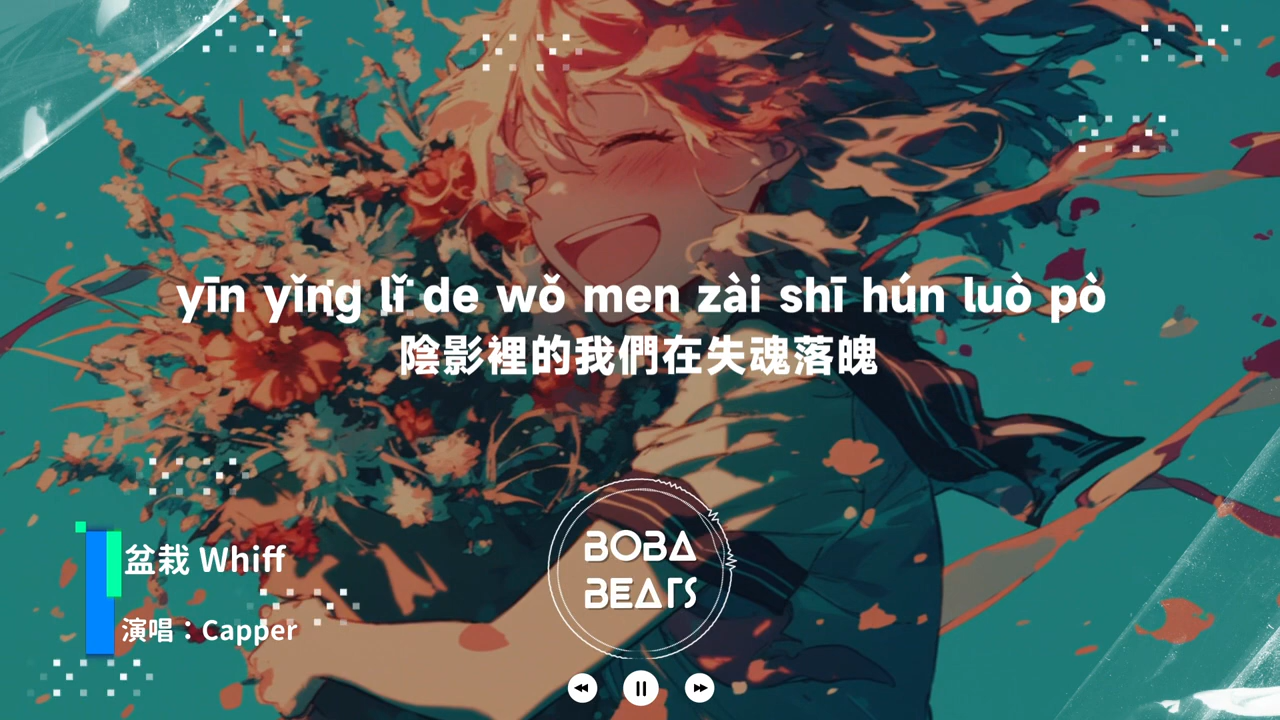 yīn yǐng lǐ de wǒ men zài shī hún luò pò
陰影裡的我們在失魂落魄
盆栽 Whiff
演唱：Capper
BOBA
BEATS